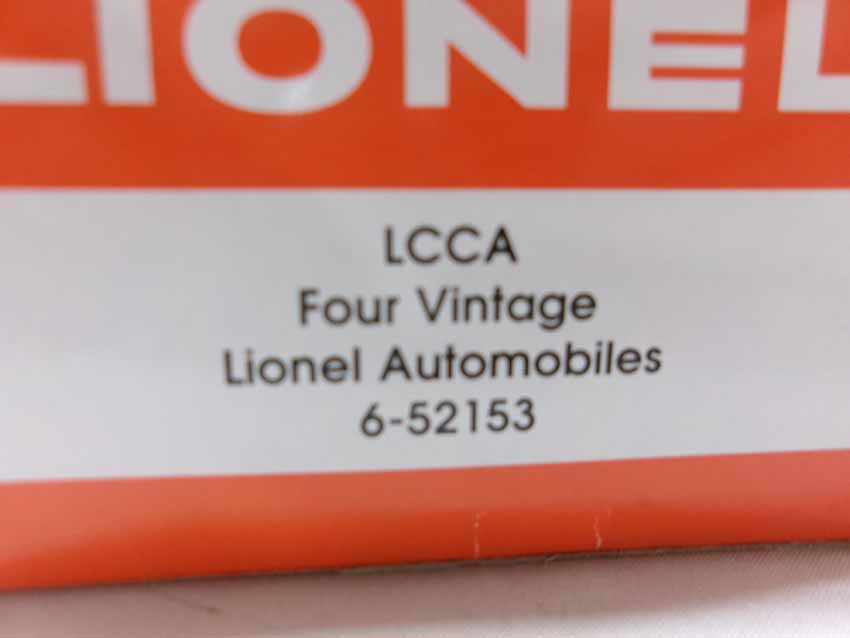 LIONEL
LCCA
Four Vintage
Lionel Automobiles
6-52153